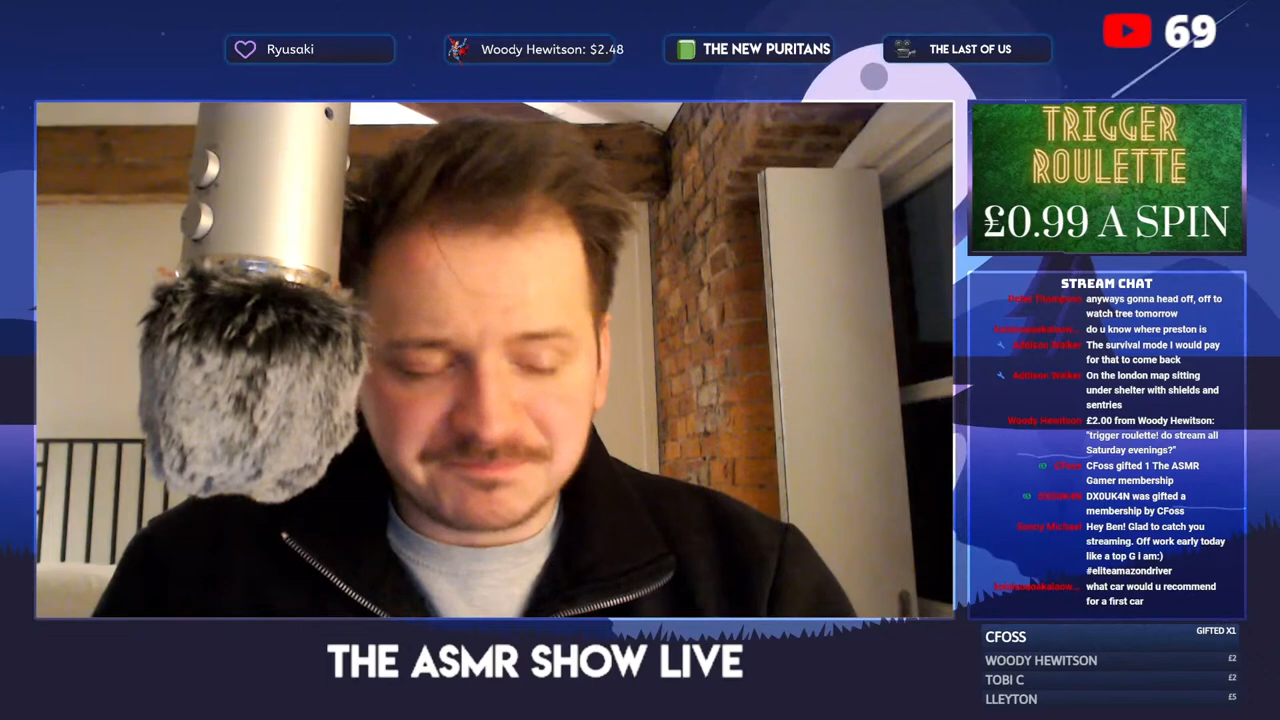 Ryusaki
Woody Hewitson: $2.48
THE NEW PURITANS
THE LAST OF US
69
TRIGGER
ROULETTE
£0.99 A SPIN
STREAM CHAT
anyways gonna head off, off to
watch tree tomorrow
do u know where preston is
Addison Walker The survival mode I would pay
for that to come back
Addison Walker On the london map sitting
under shelter with shields and
sentries
Woody Hewitson £2.00 from Woody Hewitson:
"trigger roulette! do stream all
Saturday evenings?"
CFoss CFoss gifted 1 The ASMR
Gamer membership
DX0UK4N DX0UK4N was gifted a
membership by CFoss
Hey Ben! Glad to catch you
streaming. Off work early today
like a top G i am:)
#eliteamazondriver
what car would u recommend
for a first car
CFOSS GIFTED X1
WOODY HEWITSON £2
TOBI C £2
LLEYTON £5
THE ASMR SHOW LIVE